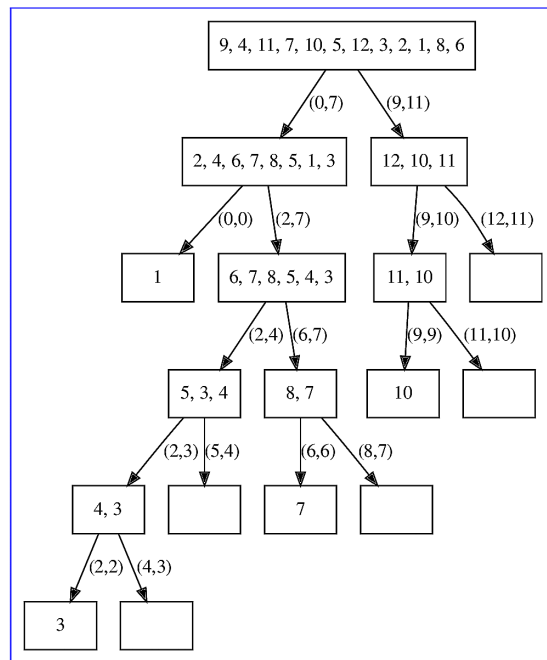 9, 4, 11, 7, 10, 5, 12, 3, 2, 1, 8, 6
(0,7) (9,11)
2, 4, 6, 7, 8, 5, 1, 3 12, 10, 11
(0,0) (2,7) (9,10) (12,11)
1 6, 7, 8, 5, 4, 3 11, 10
(2,4) (6,7) (9,9) (11,10)
5, 3, 4 8, 7 10
(2,3) (5,4) (6,6) (8,7)
4, 3 7
(2,2) (4,3)
3